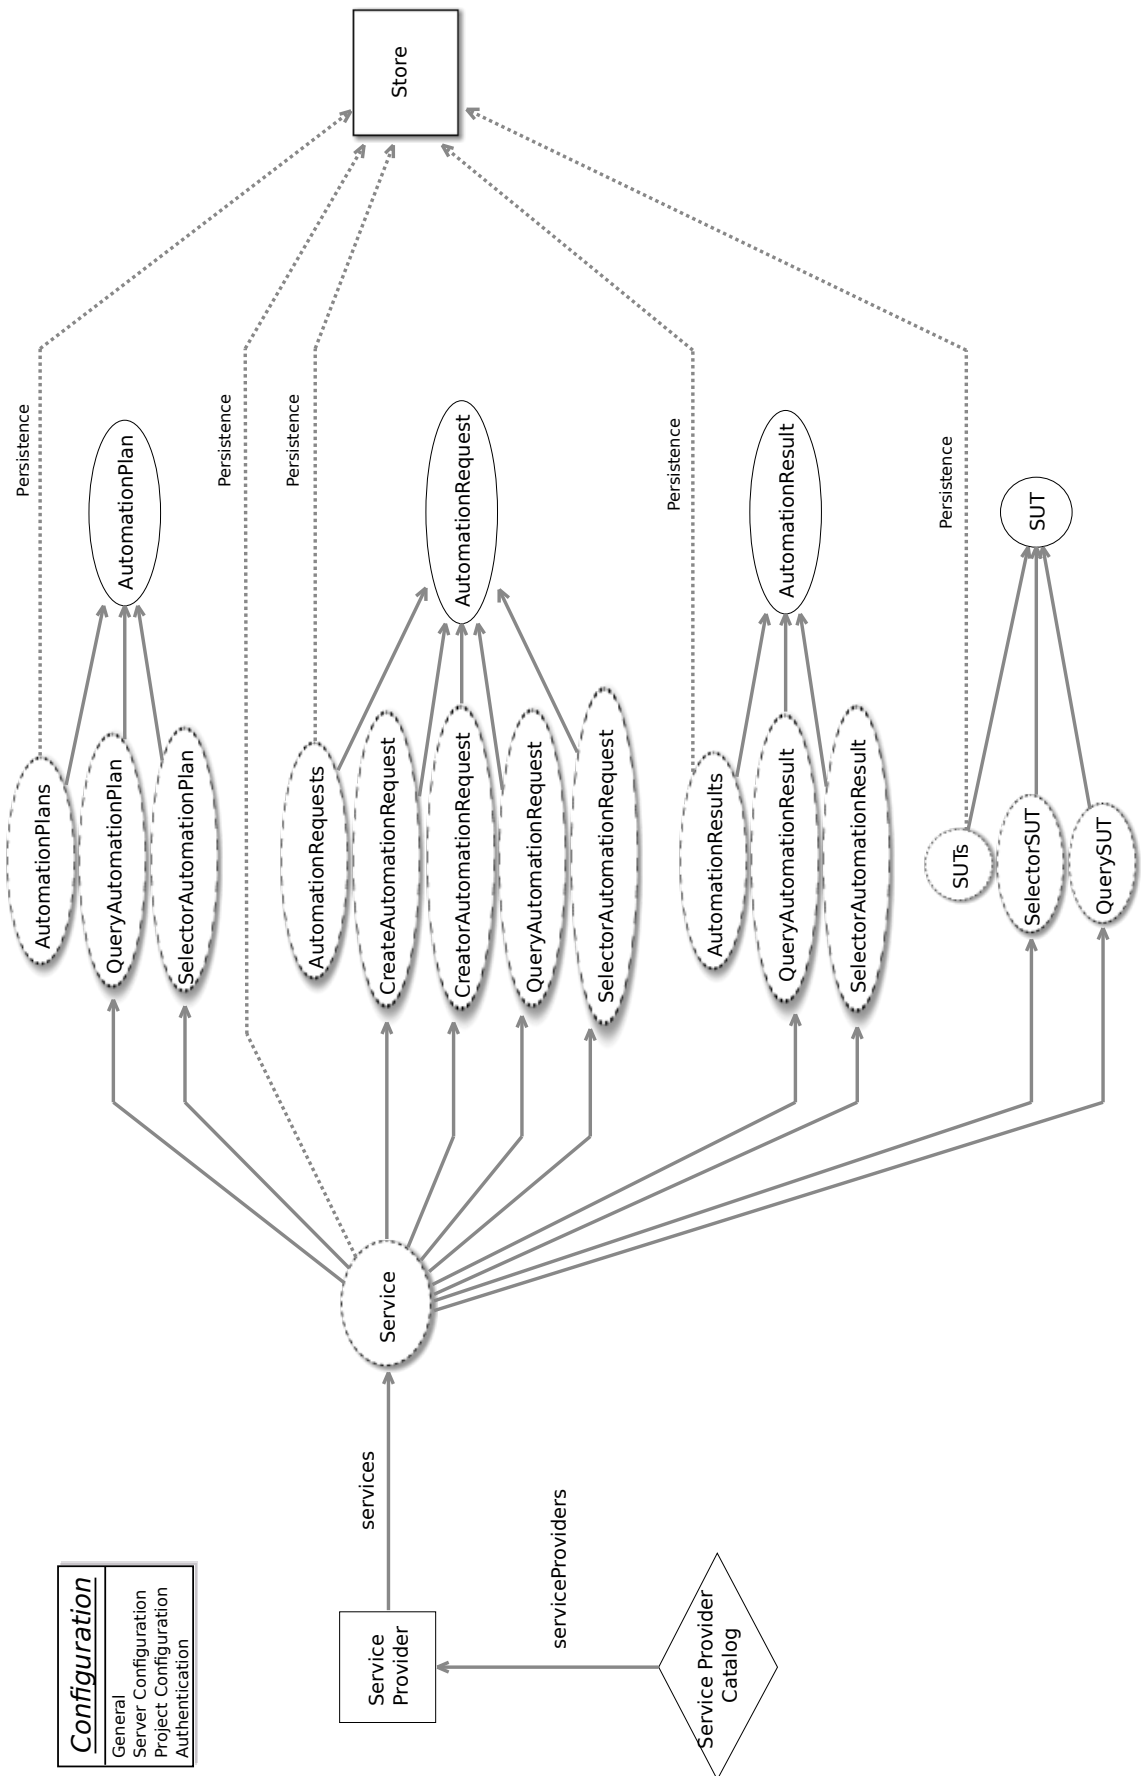 Configuration
General
Server Configuration
Project Configuration
Authentication
Service
Provider
services
Service Provider
Catalog
serviceProviders
Service
AutomationPlans
QueryAutomationPlan
SelectorAutomationPlan
AutomationRequests
CreateAutomationRequest
CreatorAutomationRequest
QueryAutomationRequest
SelectorAutomationRequest
AutomationResults
QueryAutomationResult
SelectorAutomationResult
SUTs
SelectorSUT
QuerySUT
Persistence
AutomationPlan
Persistence
Persistence
AutomationRequest
Persistence
AutomationResult
Persistence
SUT
Store